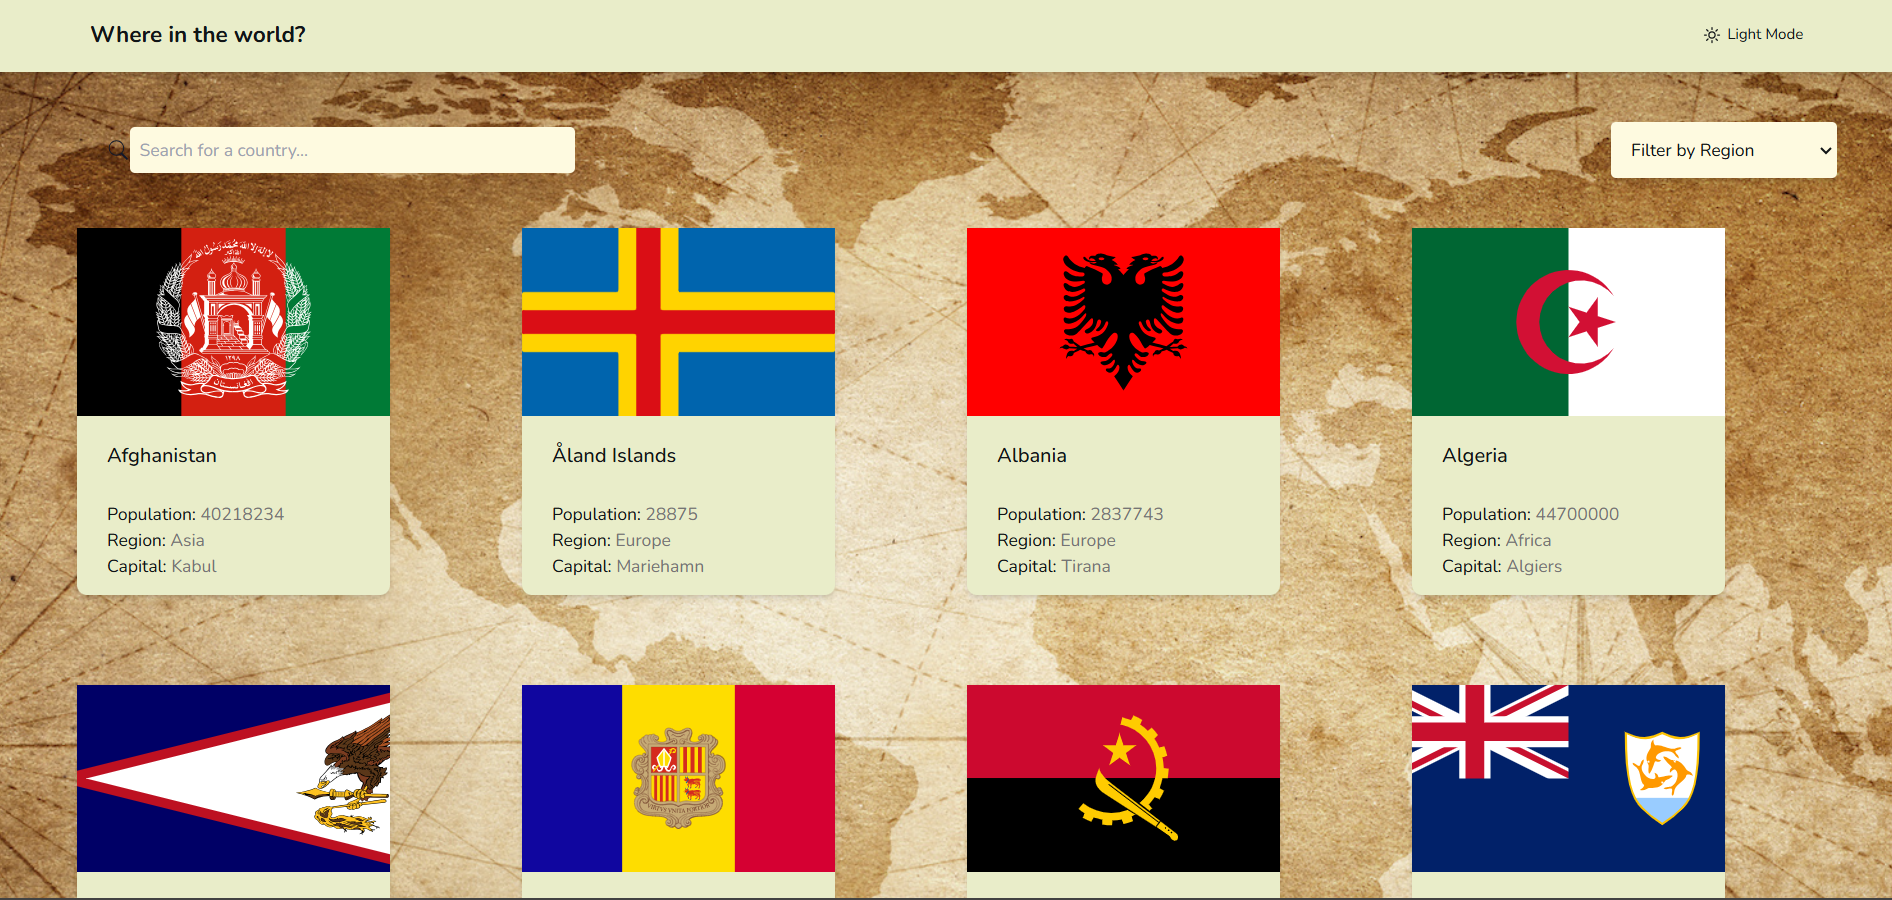 Where in the world?
Light Mode
Search for a country...
Filter by Region
Afghanistan
Population: 40218234
Region: Asia
Capital: Kabul
Åland Islands
Population: 28875
Region: Europe
Capital: Mariehamn
Albania
Population: 2837743
Region: Europe
Capital: Tirana
Algeria
Population: 44700000
Region: Africa
Capital: Algiers